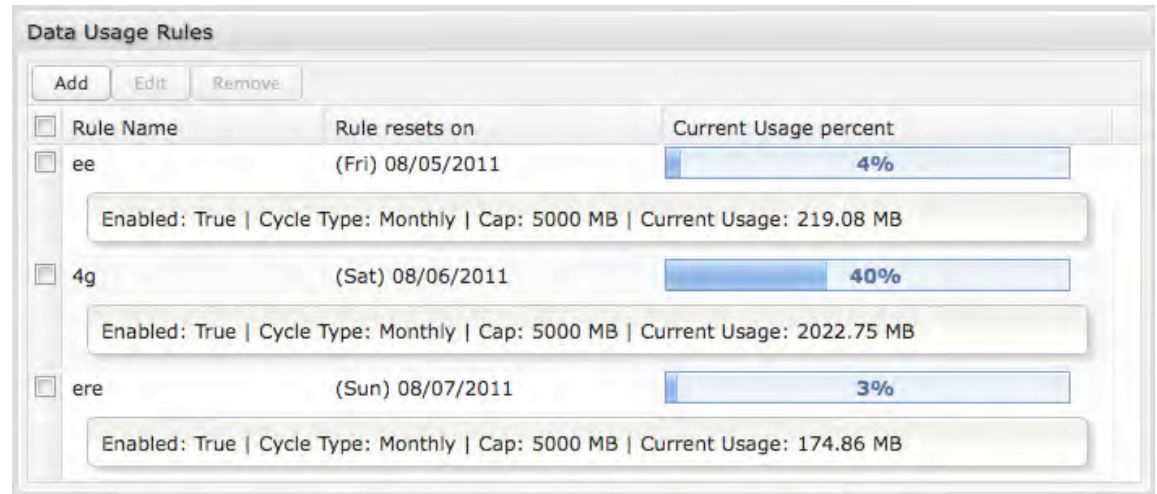 Data Usage Rules
Add Edit Remove
Rule Name Rule resets on Current Usage percent
ee (Fri) 08/05/2011 4%
Enabled: True | Cycle Type: Monthly | Cap: 5000 MB | Current Usage: 219.08 MB
4g (Sat) 08/06/2011 40%
Enabled: True | Cycle Type: Monthly | Cap: 5000 MB | Current Usage: 2022.75 MB
ere (Sun) 08/07/2011 3%
Enabled: True | Cycle Type: Monthly | Cap: 5000 MB | Current Usage: 174.86 MB